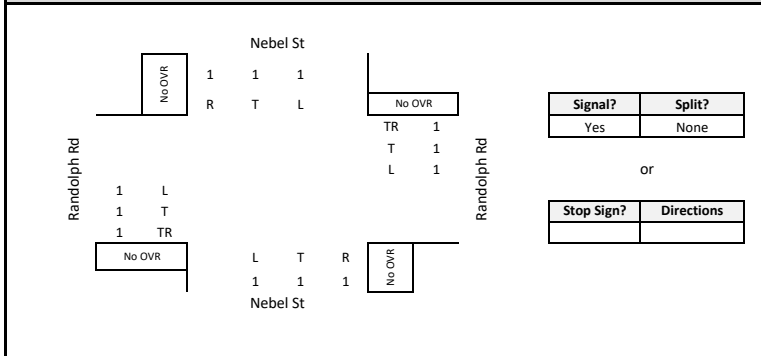 Nebel St
No OVR
1 1 1
R T L
No OVR
TR 1
T 1
L 1
Randolph Rd
Randolph Rd
1 L
1 T
1 TR
No OVR
L T R
1 1 1
No OVR
Nebel St
Signal? Split?
Yes None
or
Stop Sign? Directions